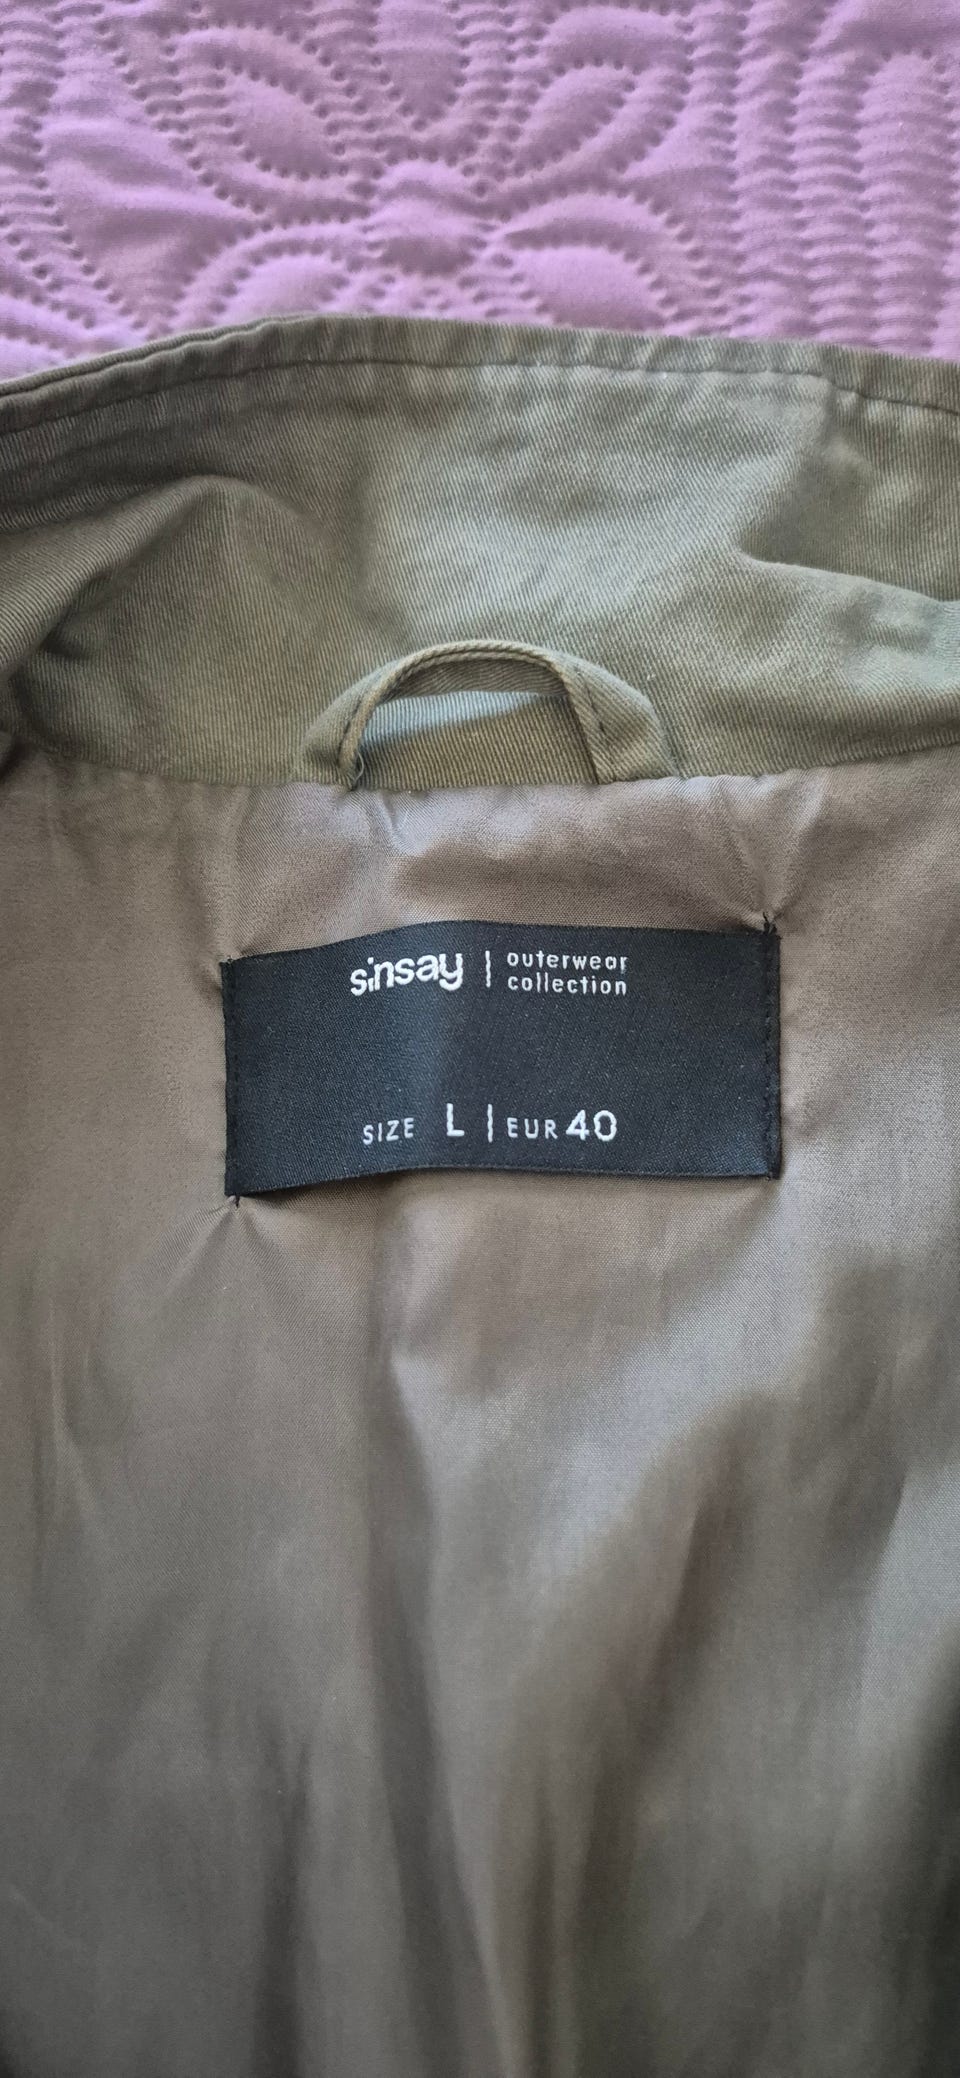 sinsay | outerwear
collection
SIZE L | EUR 40